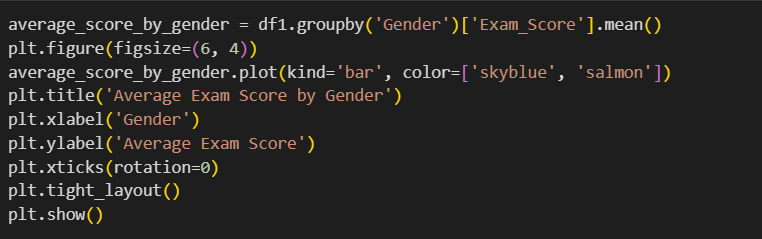 average_score_by_gender = df1.groupby('Gender')['Exam_Score'].mean()
plt.figure(figsize=(6, 4))
average_score_by_gender.plot(kind='bar', color=['skyblue', 'salmon'])
plt.title('Average Exam Score by Gender')
plt.xlabel('Gender')
plt.ylabel('Average Exam Score')
plt.xticks(rotation=0)
plt.tight_layout()
plt.show()